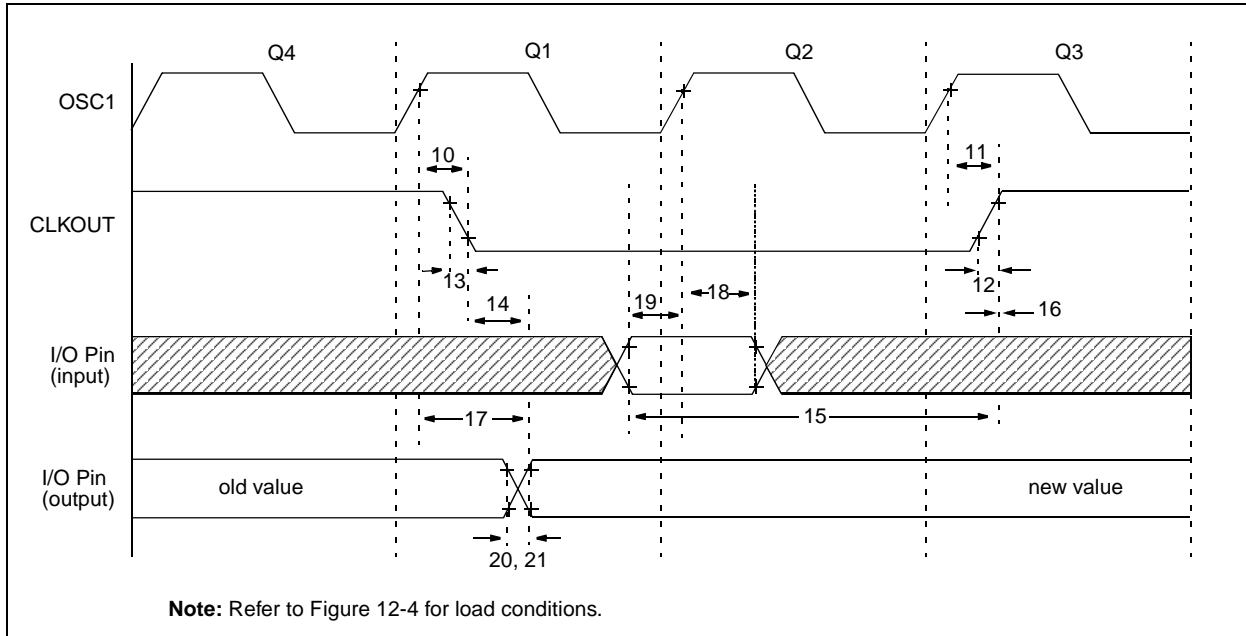 Q4 Q1 Q2 Q3
OSC1
10 11
CLKOUT
13 12
14 19 18 16
I/O Pin
(input)
17 15
I/O Pin
(output)
old value new value
20, 21
Note: Refer to Figure 12-4 for load conditions.